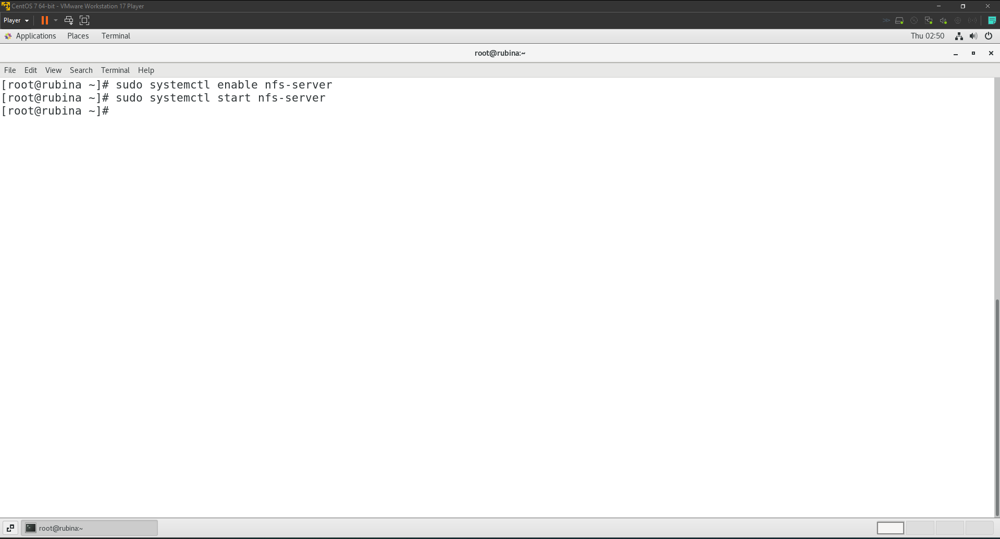 CentOS 7 64-bit - VMware Workstation 17 Player
Player
Applications Places Terminal Thu 02:50
root@rubina:~
File Edit View Search Terminal Help
[root@rubina ~]# sudo systemctl enable nfs-server
[root@rubina ~]# sudo systemctl start nfs-server
[root@rubina ~]#
root@rubina:~